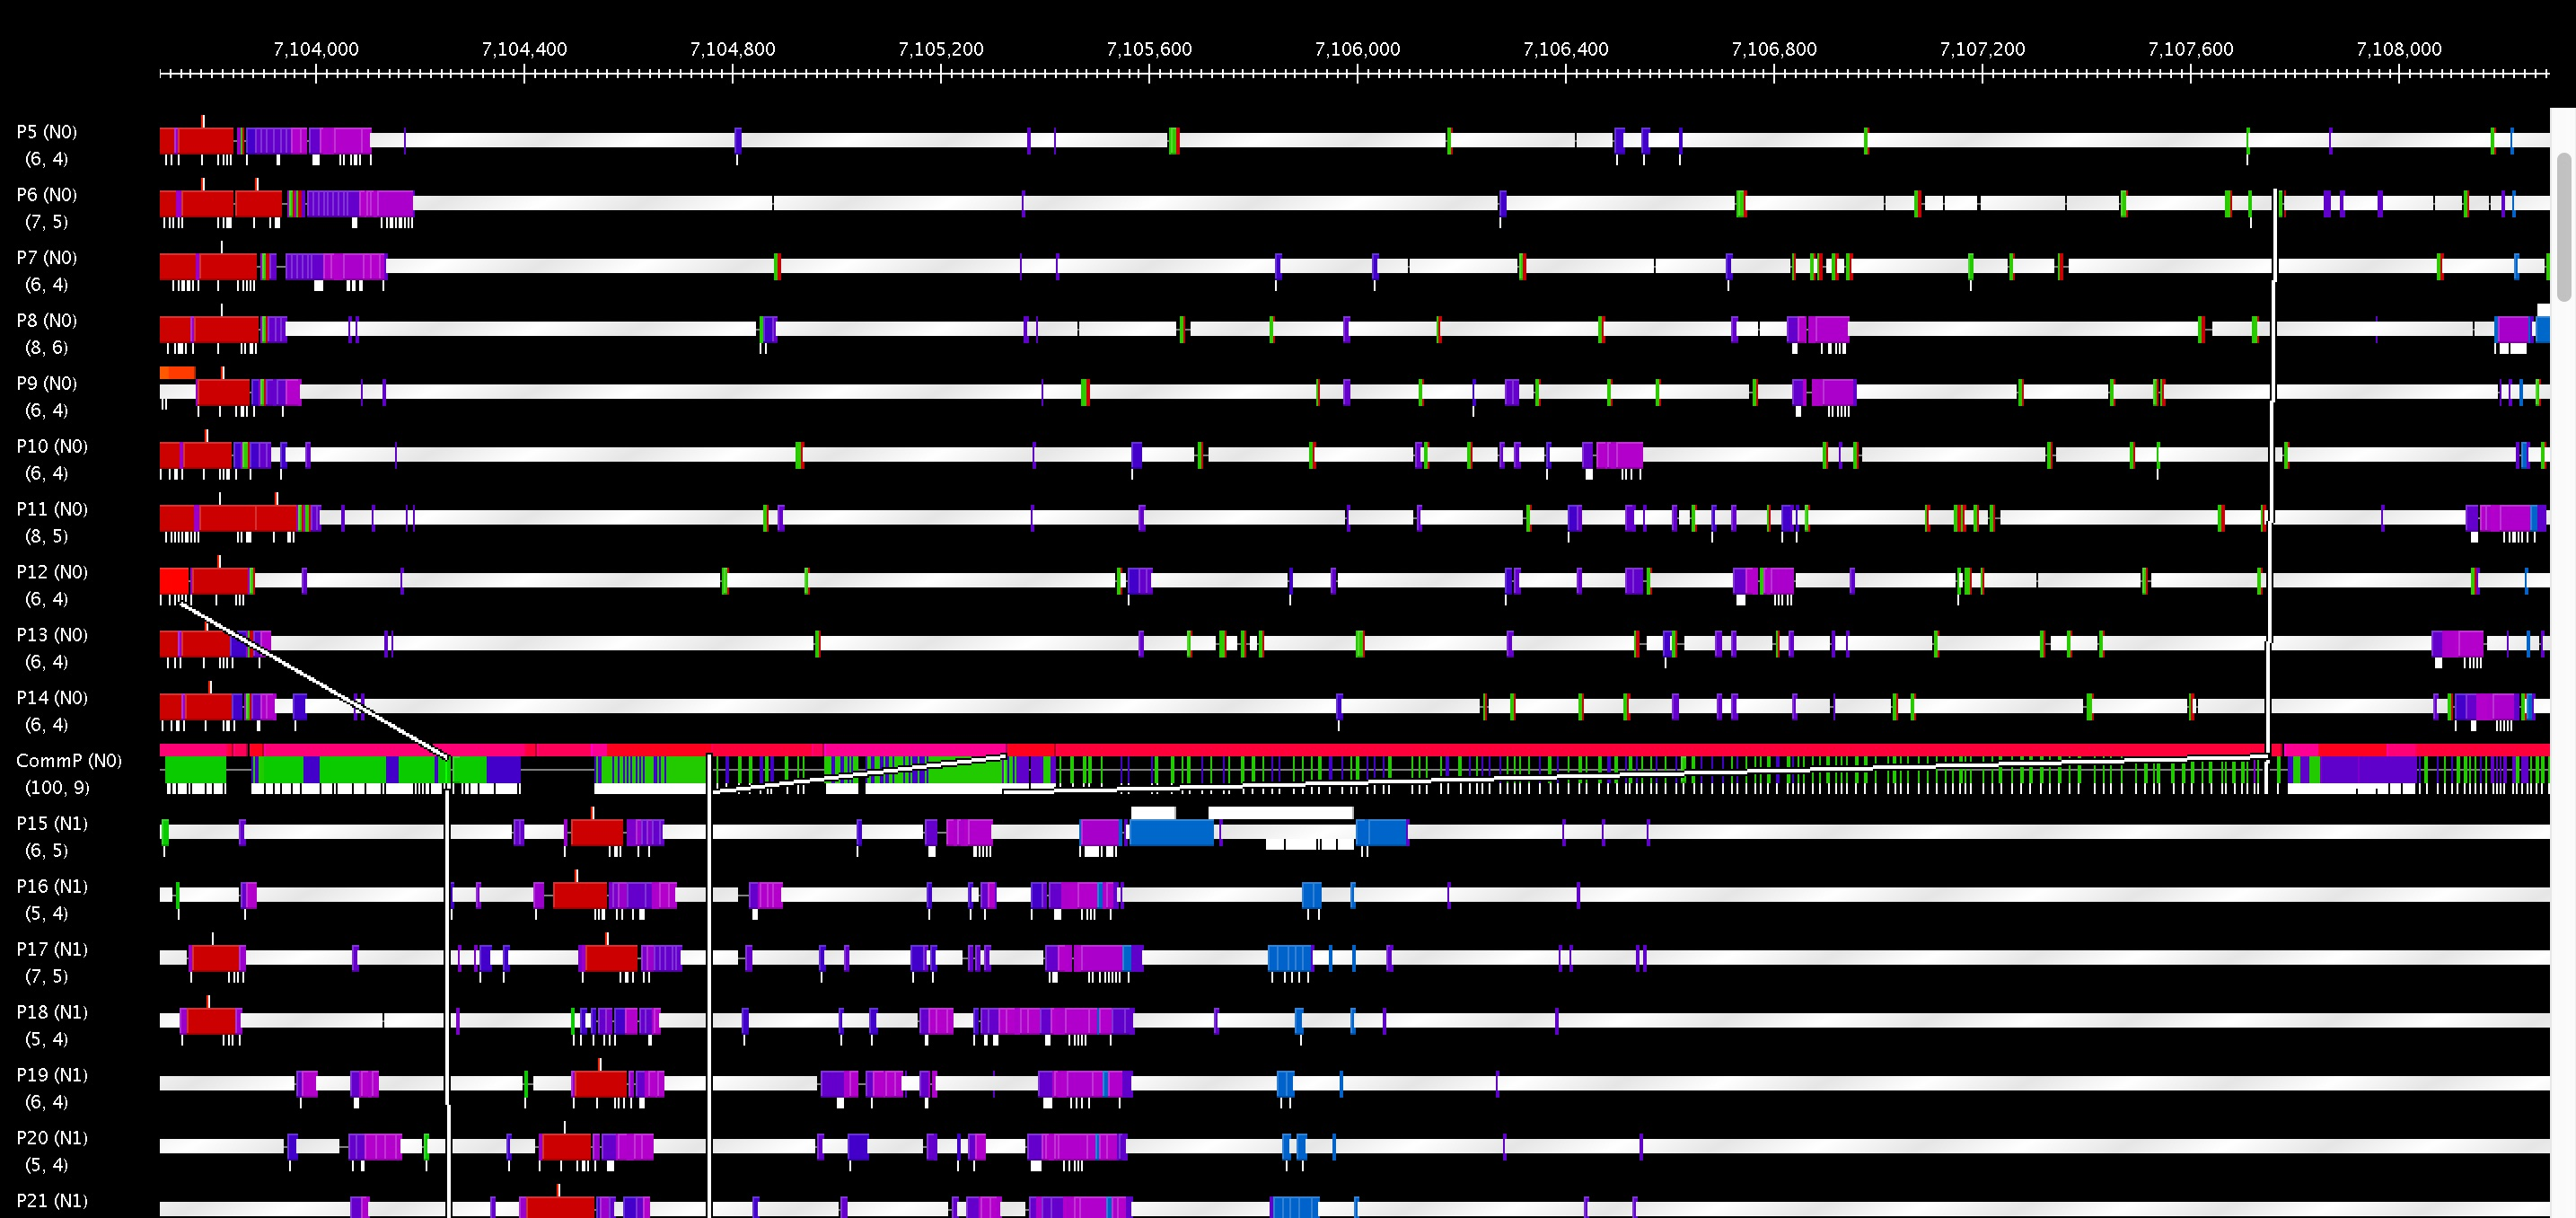 7,104,000 7,104,400 7,104,800 7,105,200 7,105,600 7,106,000 7,106,400 7,106,800 7,107,200 7,107,600 7,108,000
P5 (N0)
(6, 4)
P6 (N0)
(7, 5)
P7 (N0)
(6, 4)
P8 (N0)
(8, 6)
P9 (N0)
(6, 4)
P10 (N0)
(6, 4)
P11 (N0)
(8, 5)
P12 (N0)
(6, 4)
P13 (N0)
(6, 4)
P14 (N0)
(6, 4)
CommP (N0)
(100, 9)
P15 (N1)
(6, 5)
P16 (N1)
(5, 4)
P17 (N1)
(7, 5)
P18 (N1)
(5, 4)
P19 (N1)
(6, 4)
P20 (N1)
(5, 4)
P21 (N1)